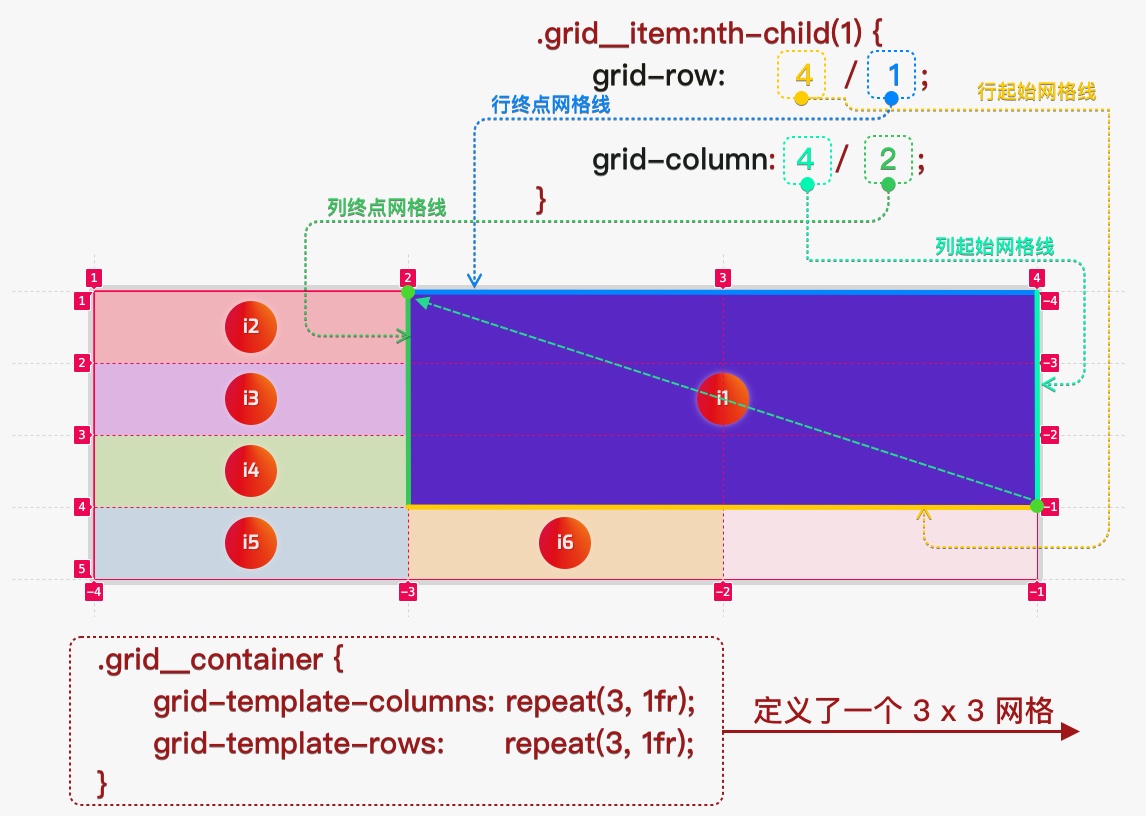 .grid__item:nth-child(1) {
grid-row: 4 / 1 ;
行终点网格线
行起始网格线
grid-column: 4 / 2 ;
}
列终点网格线
列起始网格线
1 2 3 4
1 -4
i2
2 -3
i3 i1
3 -2
i4
4 -1
i5 i6
5
-4 -3 -2 -1
.grid__container {
grid-template-columns: repeat(3, 1fr);
grid-template-rows: repeat(3, 1fr);
}
定义了一个 3 x 3 网格